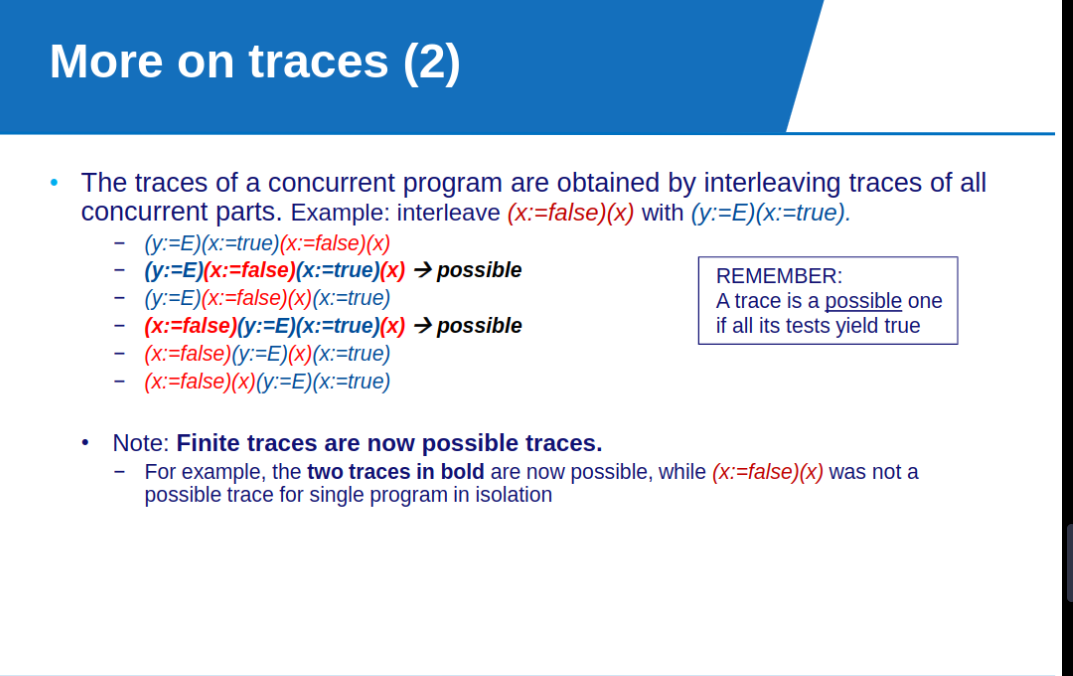 More on traces (2)
• The traces of a concurrent program are obtained by interleaving traces of all
concurrent parts. Example: interleave (x:=false)(x) with (y:=E)(x:=true).
– (y:=E)(x:=true)(x:=false)(x)
– (y:=E)(x:=false)(x:=true)(x) → possible
– (y:=E)(x:=false)(x)(x:=true)
– (x:=false)(y:=E)(x:=true)(x) → possible
– (x:=false)(y:=E)(x)(x:=true)
– (x:=false)(x)(y:=E)(x:=true)
REMEMBER:
A trace is a possible one
if all its tests yield true
• Note: Finite traces are now possible traces.
– For example, the two traces in bold are now possible, while (x:=false)(x) was not a
possible trace for single program in isolation